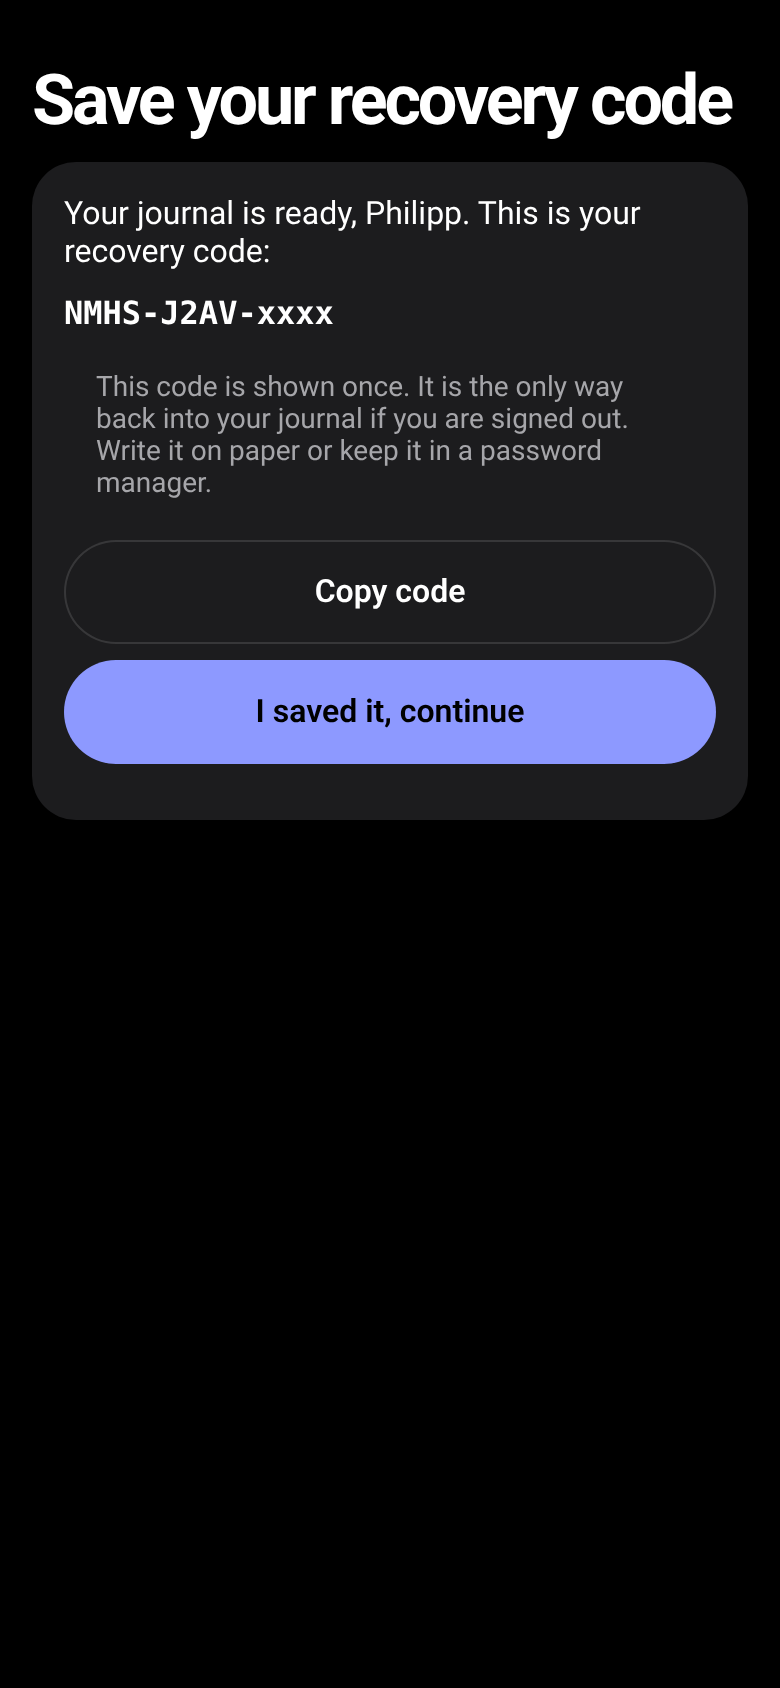 Save your recovery code
Your journal is ready, Philipp. This is your
recovery code:
NMHS-J2AV-xxxx
This code is shown once. It is the only way
back into your journal if you are signed out.
Write it on paper or keep it in a password
manager.
Copy code
I saved it, continue